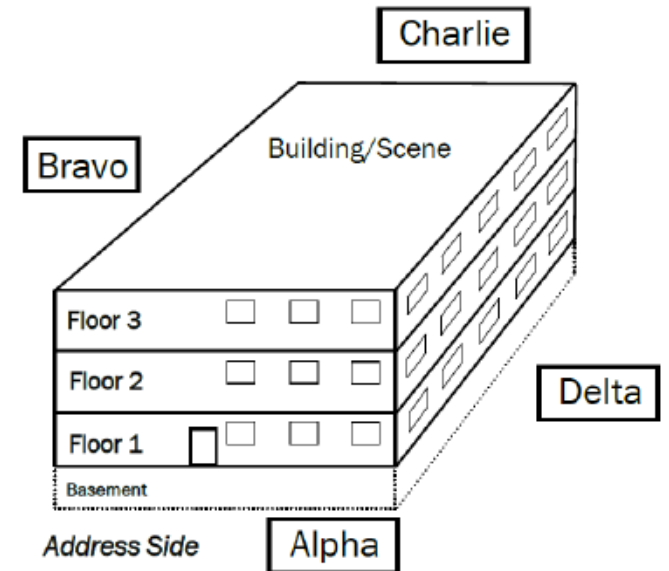 Charlie
Building/Scene
Bravo
Floor 3
Floor 2
Delta
Floor 1
Basement
Address Side
Alpha